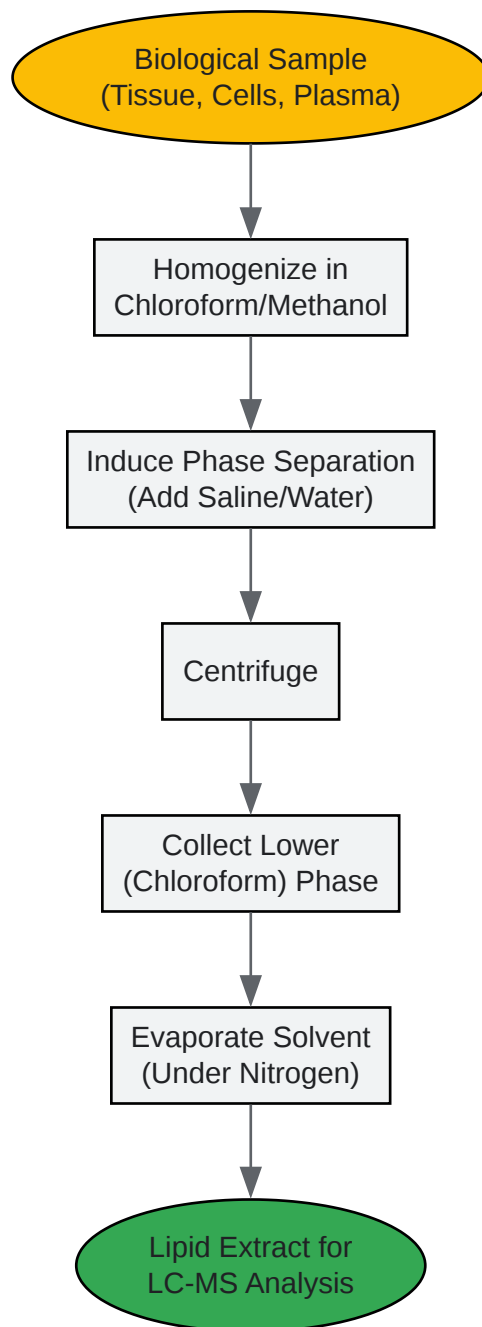 Biological Sample
(Tissue, Cells, Plasma)
Homogenize in
Chloroform/Methanol
Induce Phase Separation
(Add Saline/Water)
Centrifuge
Collect Lower
(Chloroform) Phase
Evaporate Solvent
(Under Nitrogen)
Lipid Extract for
LC-MS Analysis